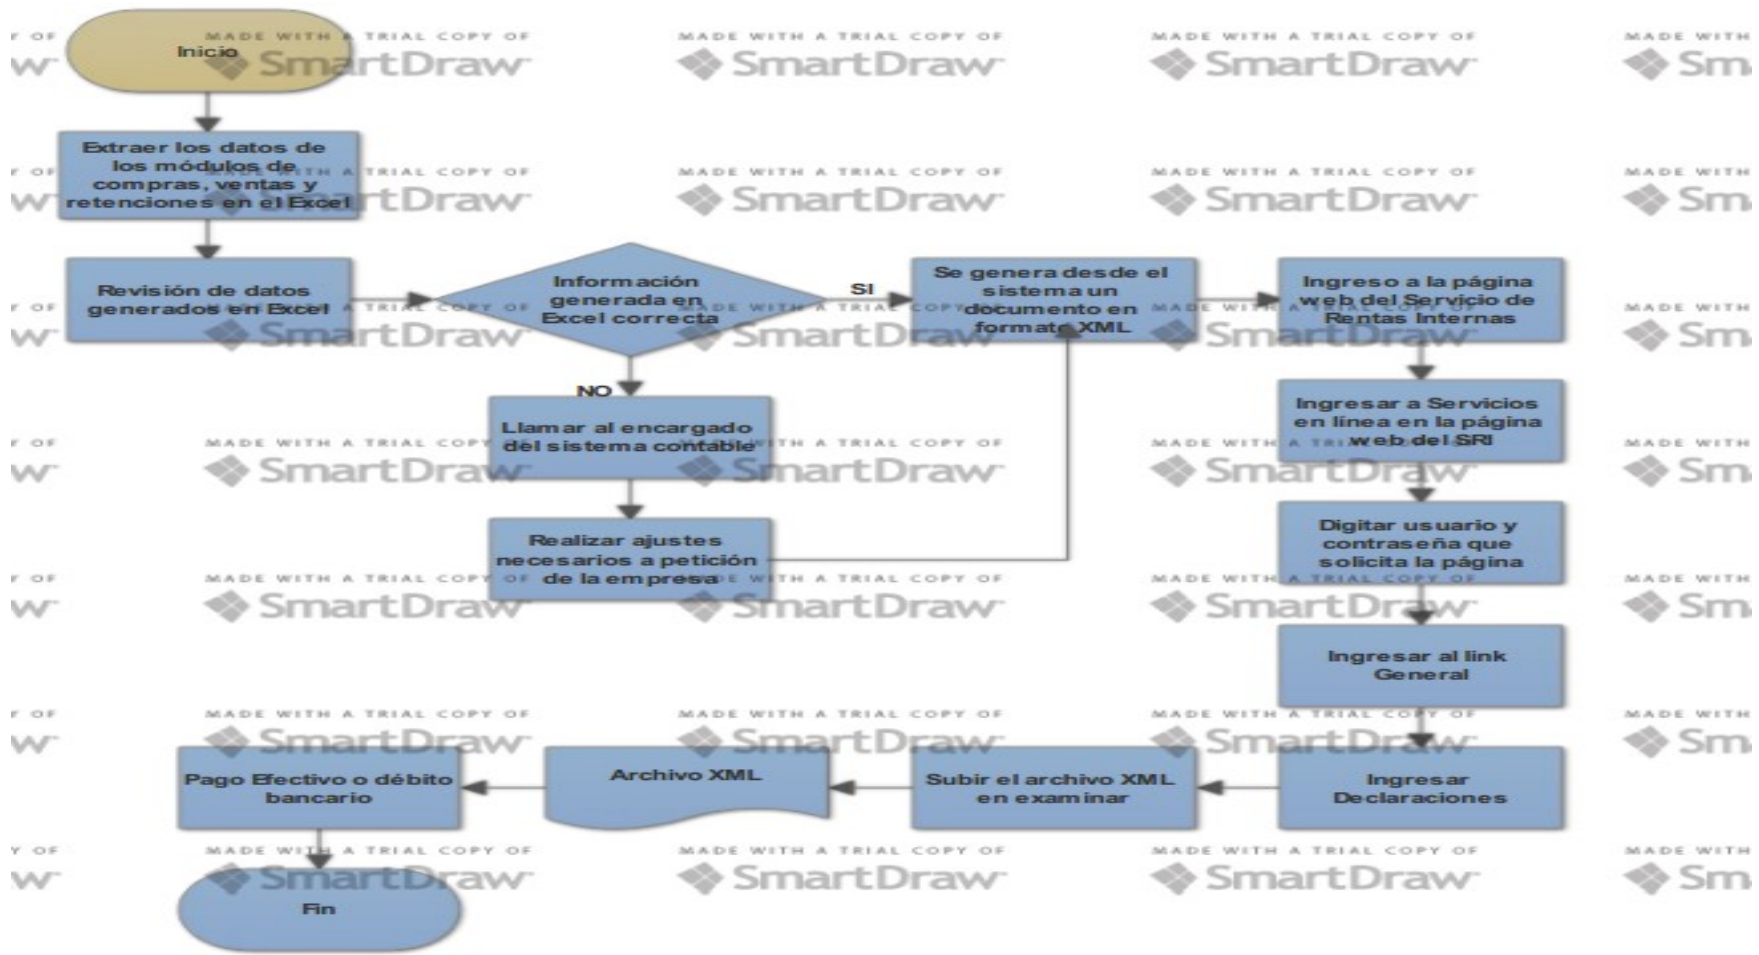 Inicio
Extraer los datos de
los módulos de
compras, ventas y
retenciones en el Excel
Revisión de datos
generados en Excel
Información
generada en
Excel correcta
SI
NO
Se genera desde el
sistema un
documento en
formato XML
Ingreso a la página
web del Servicio de
Rentas Internas
Llamar al encargado
del sistema contable
Realizar ajustes
necesarios a petición
de la empresa
Ingresar a Servicios
en línea en la página
web del SRI
Digitar usuario y
contraseña que
solicita la página
Ingresar al link
General
Ingresar
Declaraciones
Subir el archivo XML
en examinar
Archivo XML
Pago Efectivo o débito
bancario
Fin
MADE WITH A TRIAL COPY OF
SmartDraw